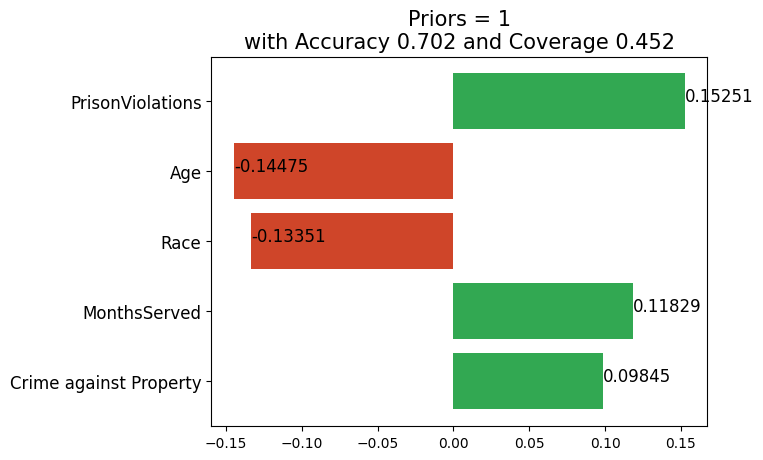 Priors = 1
with Accuracy 0.702 and Coverage 0.452
PrisonViolations
0.15251
Age
-0.14475
Race
-0.13351
MonthsServed
0.11829
Crime against Property
0.09845
−0.15 −0.10 −0.05 0.00 0.05 0.10 0.15